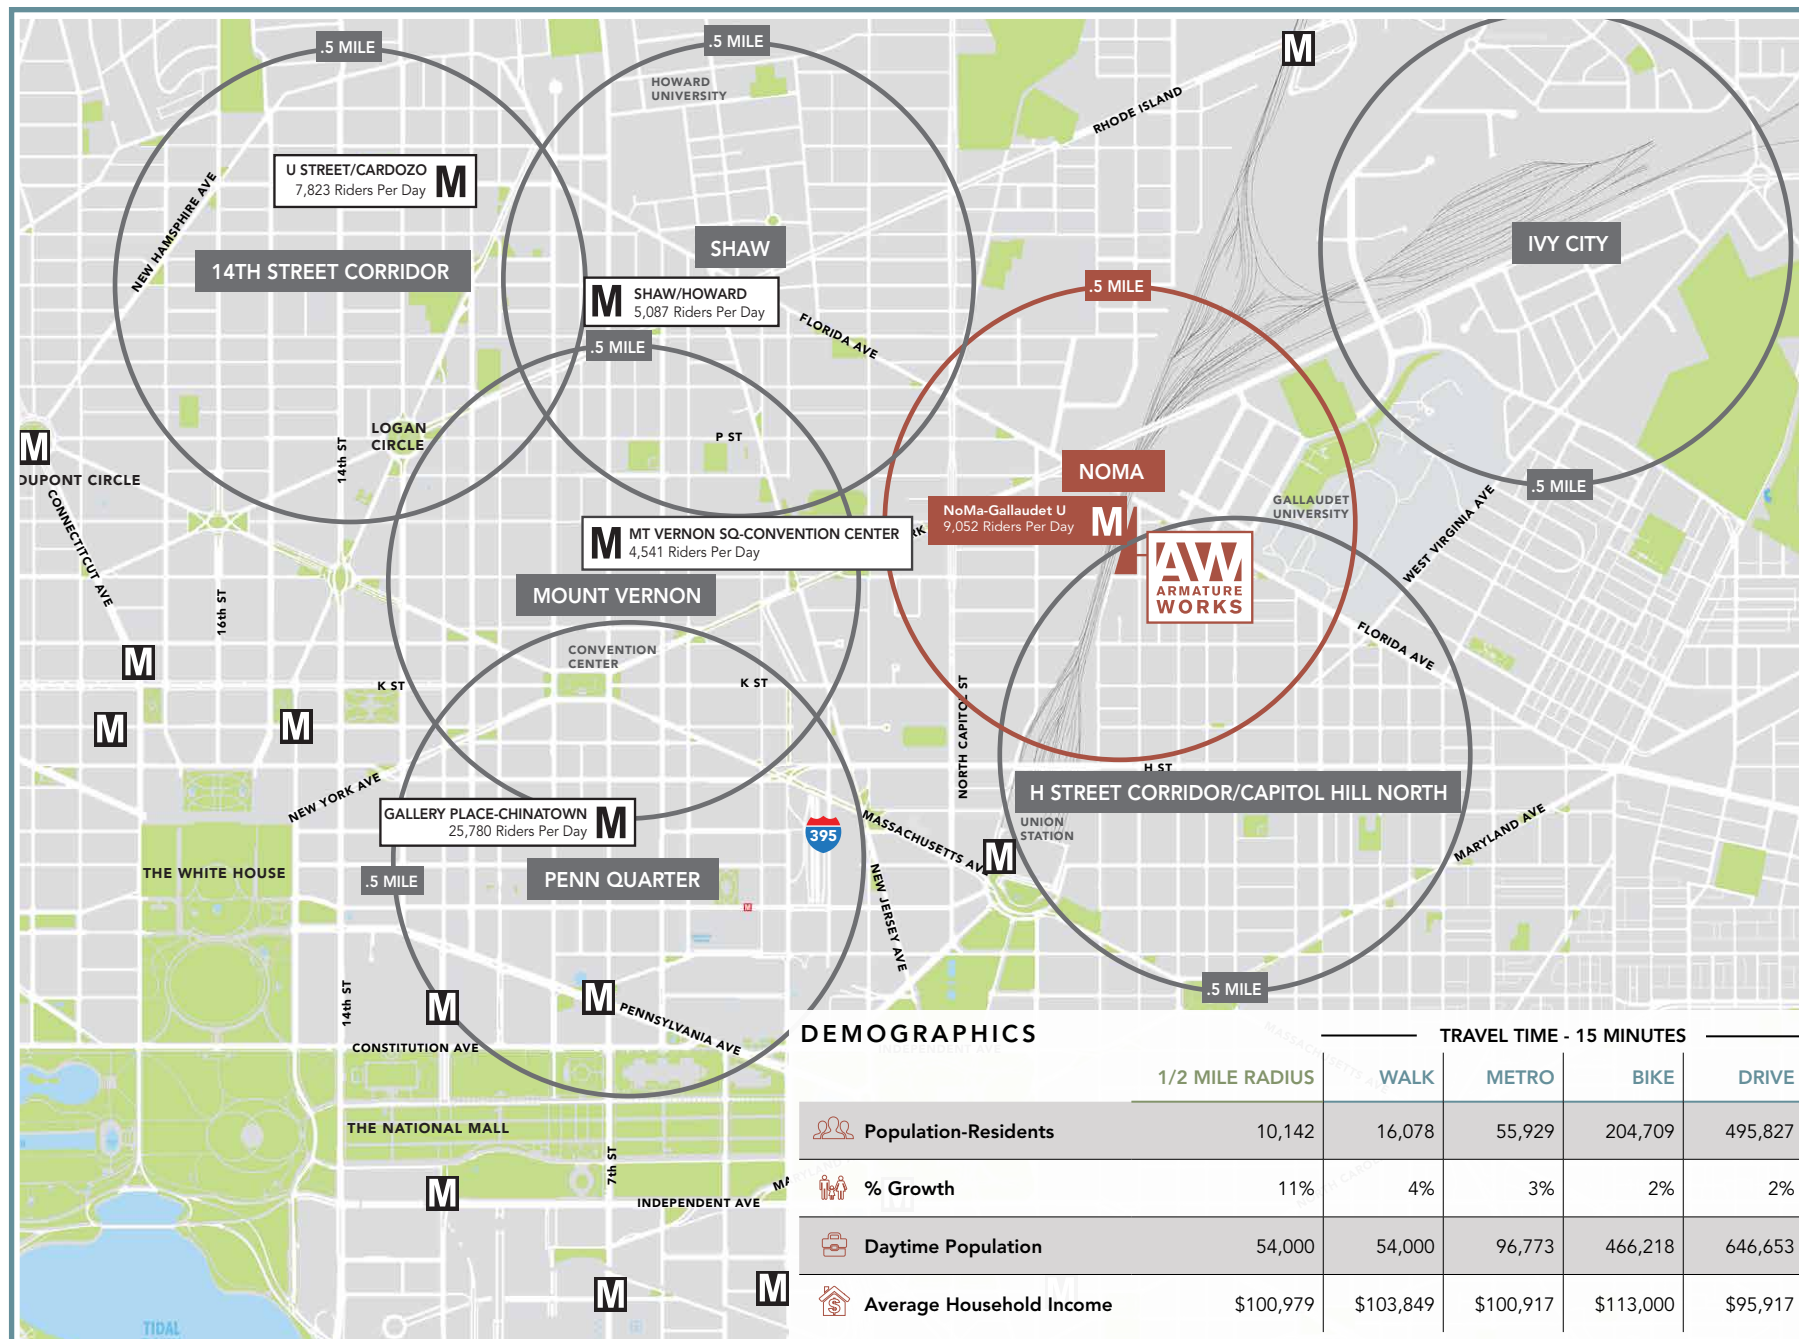 .5 MILE
.5 MILE
M
HOWARD
UNIVERSITY
RHODE ISLAND
U STREET/CARDOZO
7,823 Riders Per Day
M
NEW HAMSPHIRE AVE
14TH STREET CORRIDOR
SHAW
IVY CITY
M
SHAW/HOWARD
5,087 Riders Per Day
.5 MILE
.5 MILE
FLORIDA AVE
LOGAN
CIRCLE
14th ST
P ST
M
DUPONT CIRCLE
CONNECTITCUT AVE
NOMA
NoMa-Gallaudet U
9,052 Riders Per Day
M
GALLAUDET
UNIVERSITY
.5 MILE
WEST VIRGINIA AVE
M
MT VERNON SQ-CONVENTION CENTER
4,541 Riders Per Day
RK
AW
ARMATURE
WORKS
MOUNT VERNON
16th ST
FLORIDA AVE
CONVENTION
CENTER
M
K ST
K ST
M
M
NORTH CAPITOL ST
H ST
H STREET CORRIDOR/CAPITOL HILL NORTH
NEW YORK AVE
GALLERY PLACE-CHINATOWN
25,780 Riders Per Day
M
395
MASSACHUSETTS AV
UNION
STATION
M
MARYLAND AVE
THE WHITE HOUSE
.5 MILE
PENN QUARTER
M
NEW JERSEY AVE
14th ST
M
M
PENNSYLVANIA AVE
.5 MILE
CONSTITUTION AVE
THE NATIONAL MALL
7th ST
M
INDEPENDENT AVE
MA
M
M
TIDAL
DEMOGRAPHICS
INDEPENDENT AVE
MASSACHUSETTS AVE
TRAVEL TIME - 15 MINUTES
1/2 MILE RADIUS WALK METRO BIKE DRIVE
Population-Residents 10,142 16,078 55,929 204,709 495,827
% Growth 11% 4% 3% 2% 2%
Daytime Population 54,000 54,000 96,773 466,218 646,653
Average Household Income $100,979 $103,849 $100,917 $113,000 $95,917